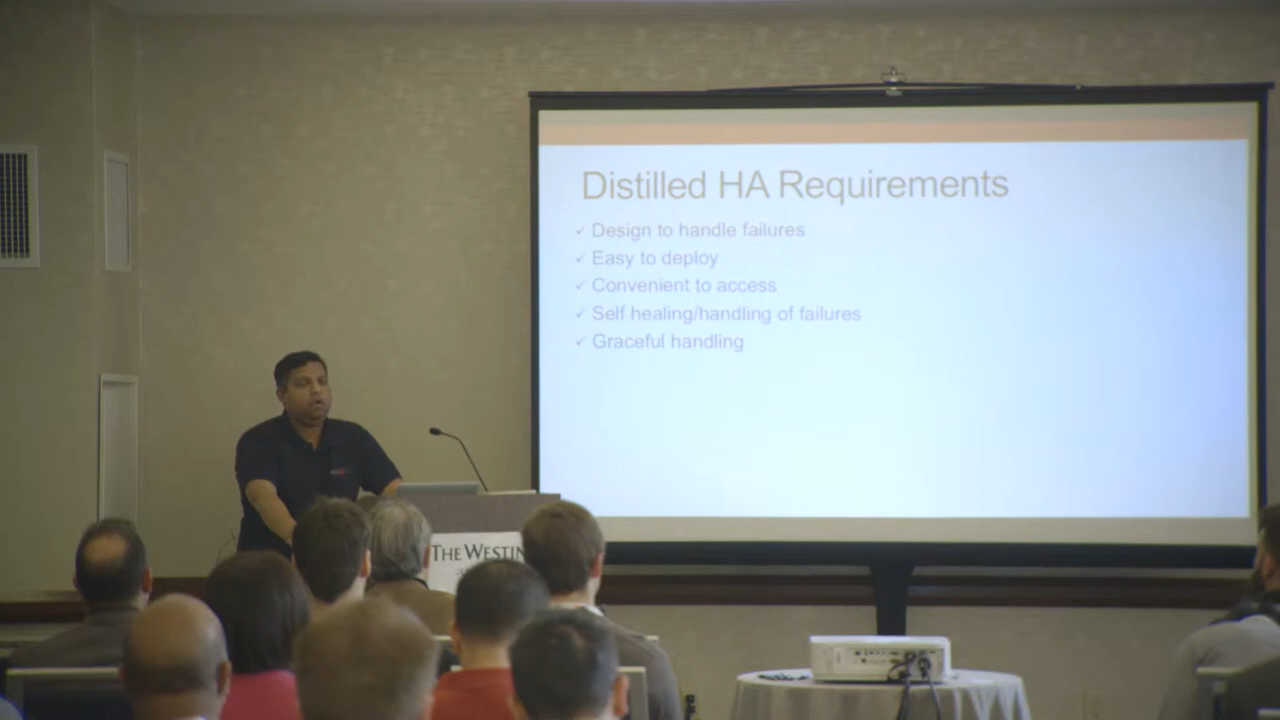 Distilled HA Requirements
✓ Design to handle failures
✓ Easy to deploy
✓ Convenient to access
✓ Self healing/handling of failures
✓ Graceful handling
THE WESTIN